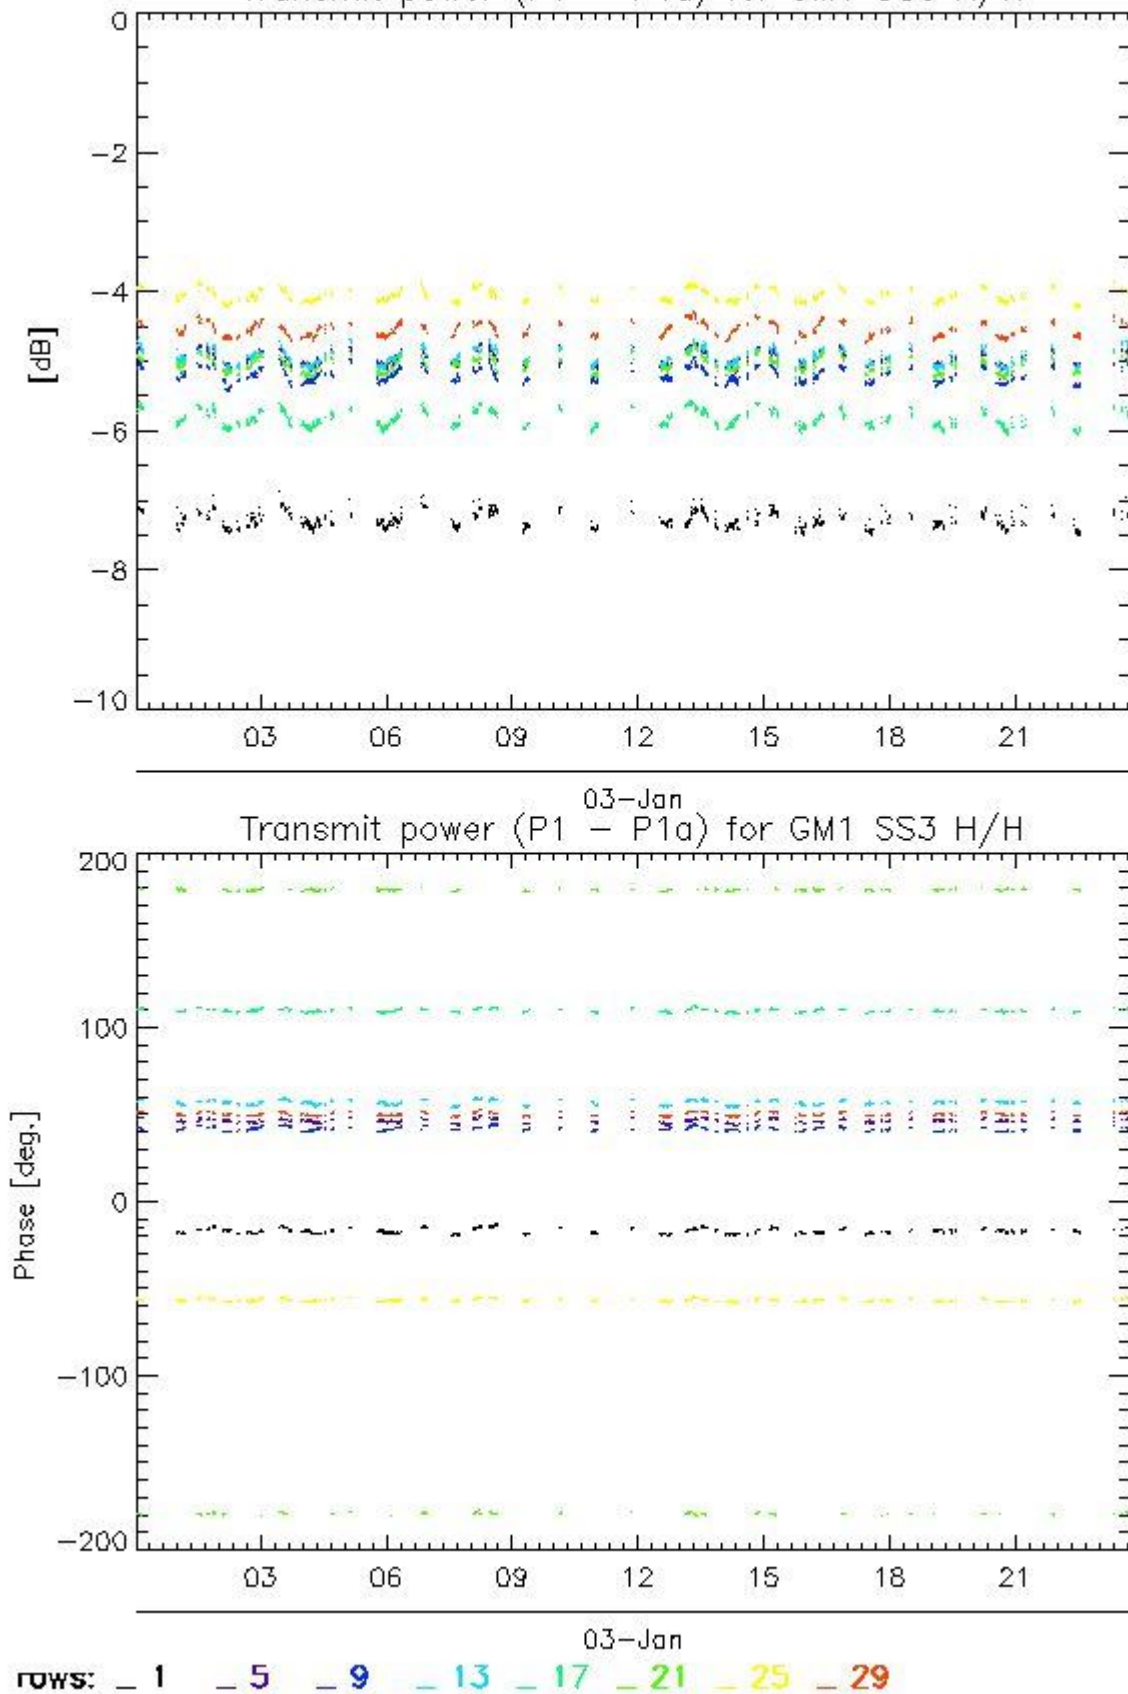 0
-2
-4
-6
-8
-10
[dB]
03 06 09 12 15 18 21
03-Jan
Transmit power (P1 - P1a) for GM1 SS3 H/H
200
100
0
-100
-200
Phase [deg.]
03 06 09 12 15 18 21
03-Jan
rows: _ 1 _ 5 _ 9 _ 13 _ 17 _ 21 _ 25 _ 29